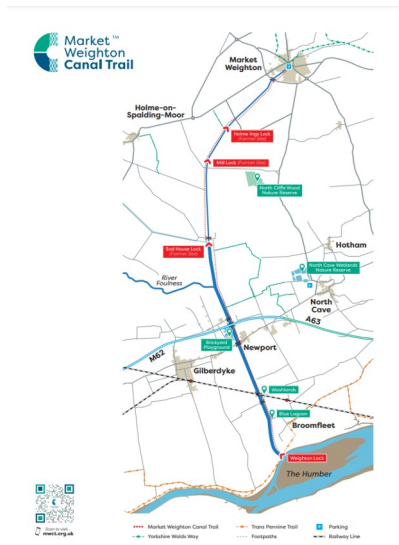 Market™
Weighton
Canal Trail
Market
Weighton
Holme-on-
Spalding-Moor
Holme Ings Lock
(Former Site)
Mill Lock (Former Site)
North Cliffe Wood
Nature Reserve
Sod House Lock
(Former Site)
Hotham
North Cave Wetlands
Nature Reserve
River
Foulness
North
Cave
A63
Brickyard
Playground
Newport
M62
Gilberdyke
Woodlands
Blue Lagoon
Broomfleet
Weighton Lock
The Humber
Scan to visit
mwct.org.uk
Market Weighton Canal Trail
Trans Pennine Trail
P Parking
Yorkshire Wolds Way
Footpaths
Railway Line